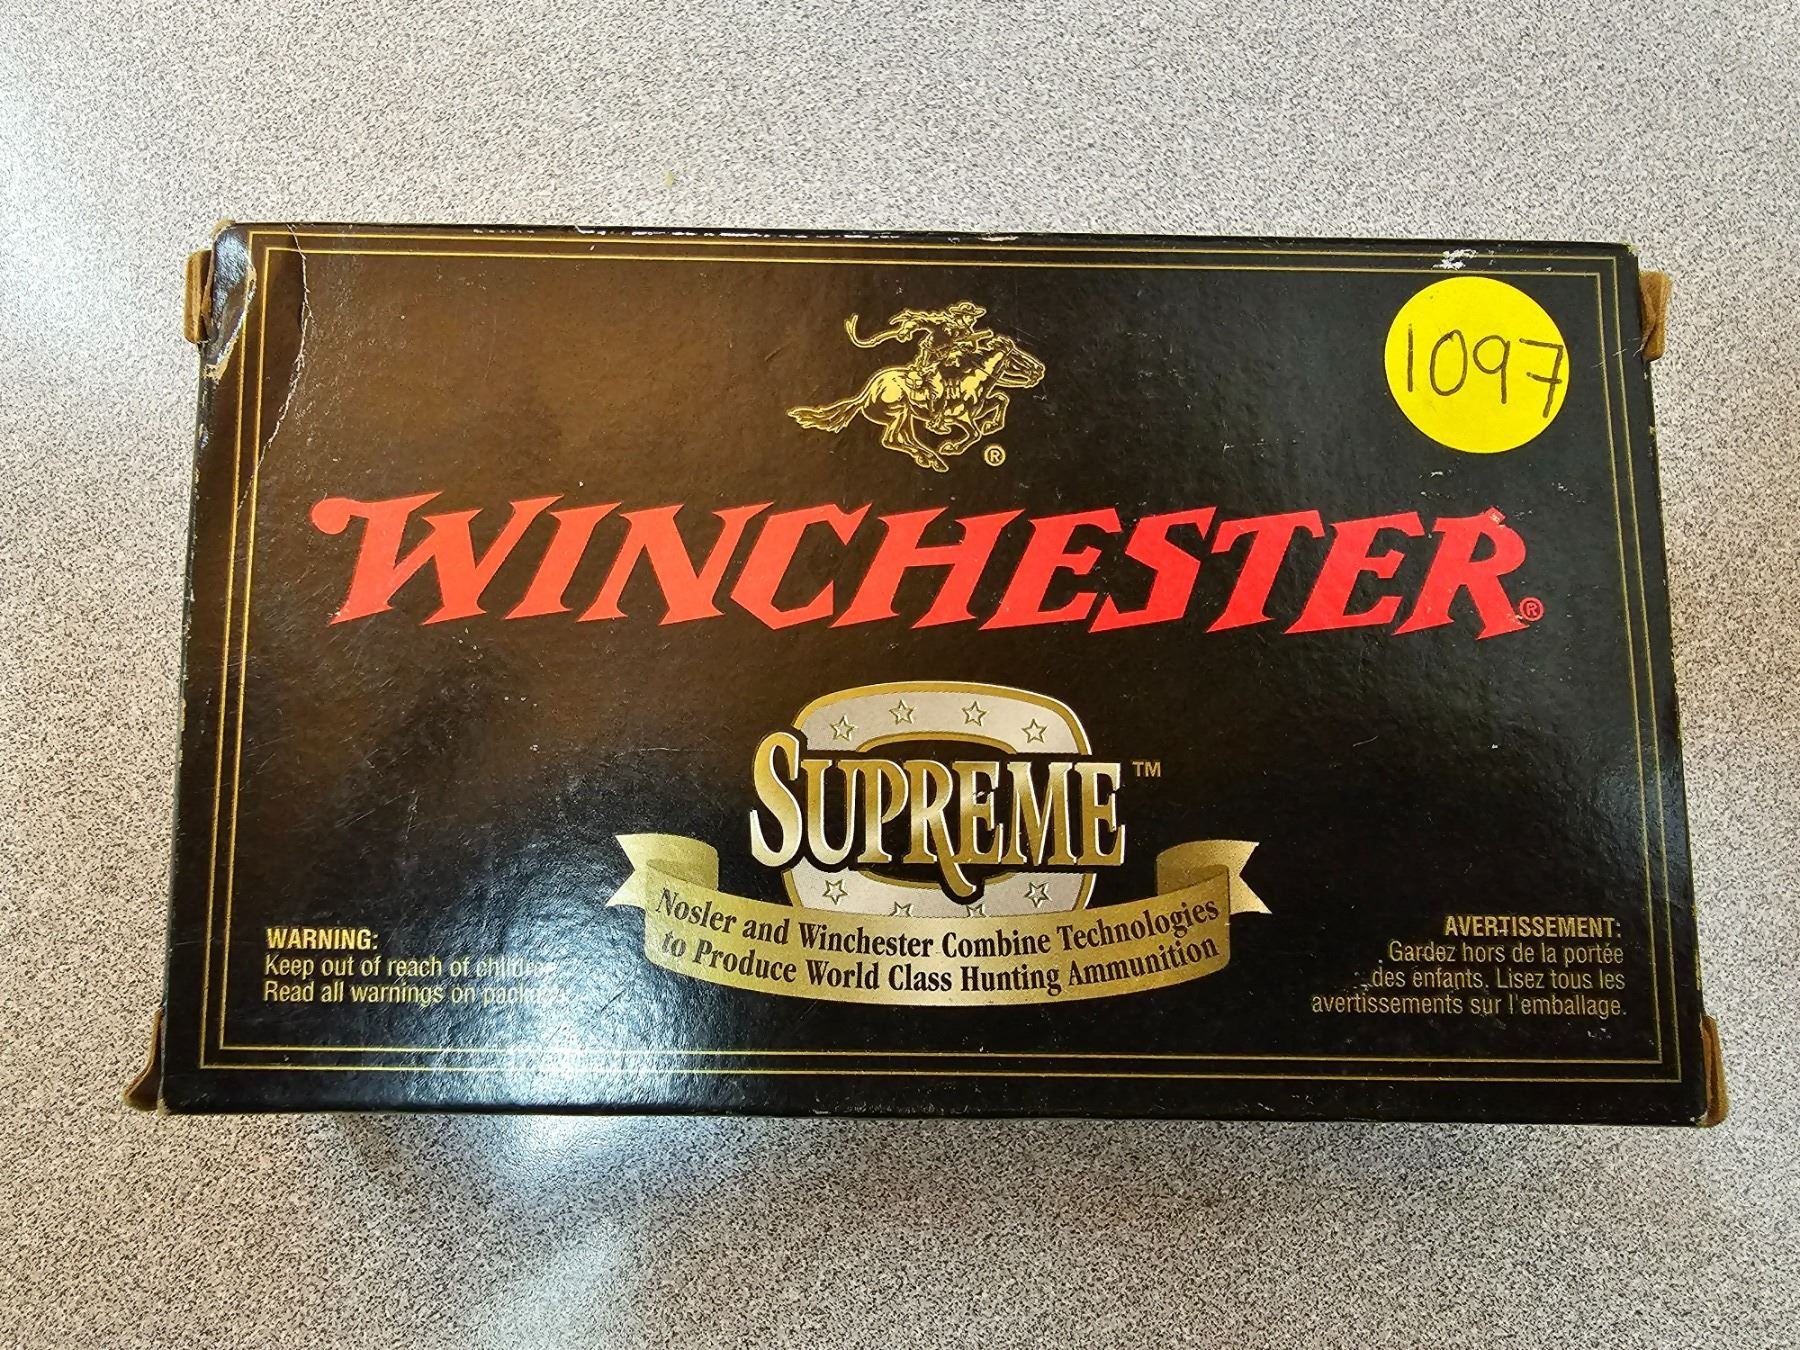 1097
WINCHESTER®
SUPREME™
Nosler and Winchester Combine Technologies
to Produce World Class Hunting Ammunition
WARNING:
Keep out of reach of children.
Read all warnings on package.
AVERTISSEMENT:
Gardez hors de la portée
des enfants. Lisez tous les
avertissements sur l'emballage.